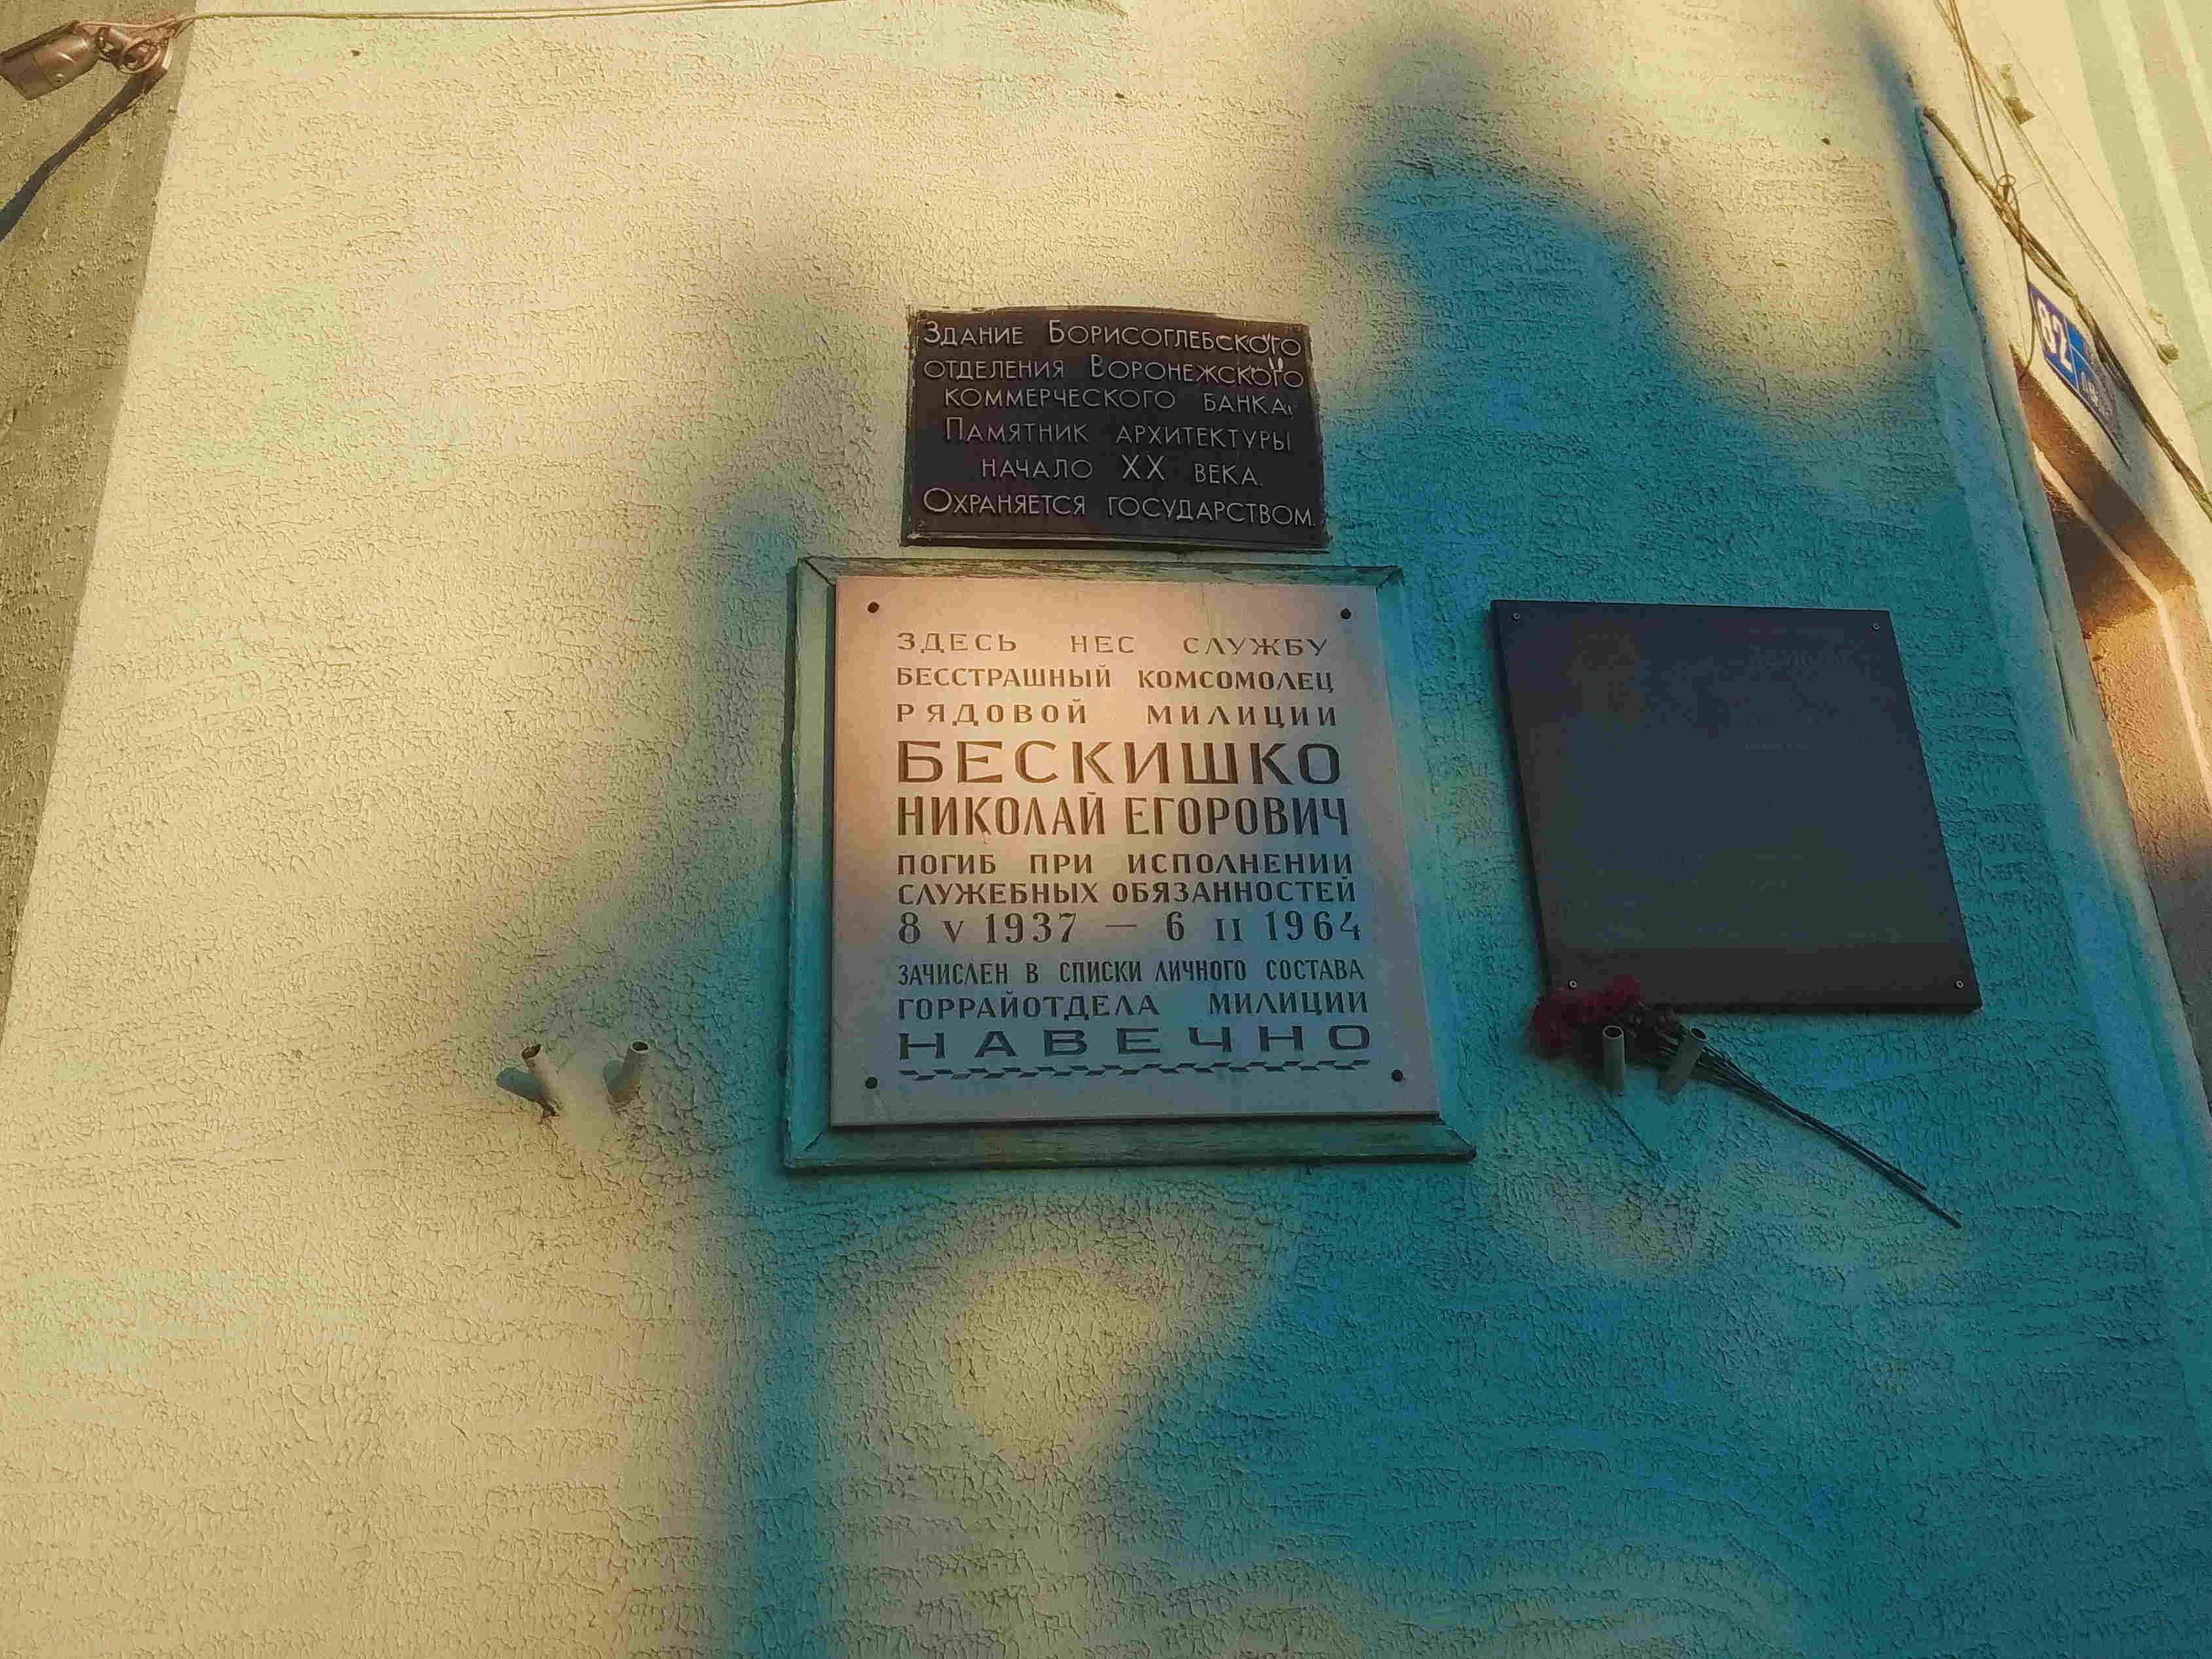 Здание Борисоглебского
отделения Воронежского
коммерческого банка.
Памятник архитектуры
начало XX века.
Охраняется государством.
ЗДЕСЬ НЕС СЛУЖБУ
БЕССТРАШНЫЙ КОМСОМОЛЕЦ
РЯДОВОЙ МИЛИЦИИ
БЕСКИШКО
НИКОЛАЙ ЕГОРОВИЧ
ПОГИБ ПРИ ИСПОЛНЕНИИ
СЛУЖЕБНЫХ ОБЯЗАННОСТЕЙ
8 V 1937 — 6 II 1964
ЗАЧИСЛЕН В СПИСКИ ЛИЧНОГО СОСТАВА
ГОРРАЙОТДЕЛА МИЛИЦИИ
НАВЕЧНО
82